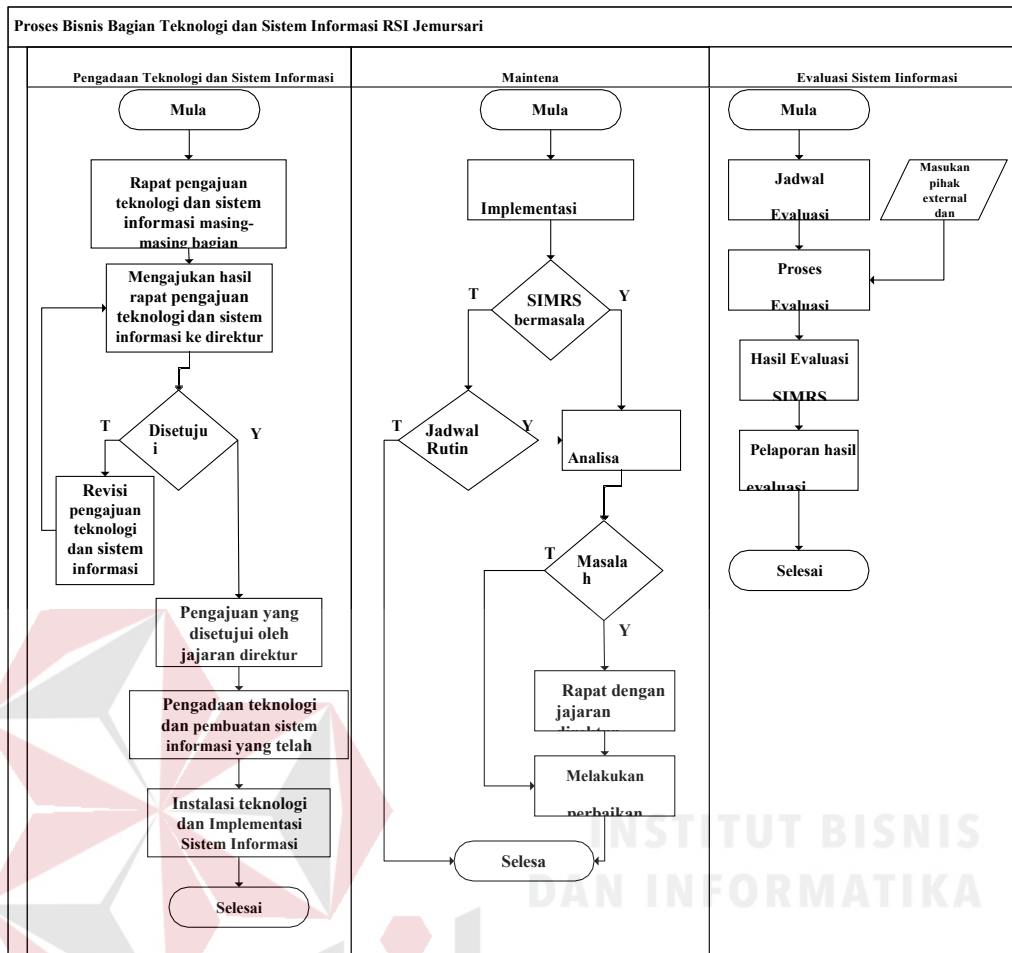 Proses Bisnis Bagian Teknologi dan Sistem Informasi RSI Jemursari
Pengadaan Teknologi dan Sistem Informasi
Mula
Rapat pengajuan
teknologi dan sistem
informasi masing-
masing bagian
Mengajukan hasil
rapat pengajuan
teknologi dan sistem
informasi ke direktur
Disetuju
i
T
Y
Revisi
pengajuan
teknologi
dan sistem
informasi
Pengajuan yang
disetujui oleh
jajaran direktur
Pengadaan teknologi
dan pembuatan sistem
informasi yang telah
Instalasi teknologi
dan Implementasi
Sistem Informasi
Selesai
Maintena
Mula
Implementasi
SIMRS
bermasala
T
Y
Jadwal
Rutin
T
Y
Analisa
Masala
h
T
Y
Rapat dengan
jajaran
direktur
Melakukan
perbaikan
Selesa
Evaluasi Sistem Iinformasi
Mula
Jadwal
Evaluasi
Masukan
pihak
external
dan
Proses
Evaluasi
Hasil Evaluasi
SIMRS
Pelaporan hasil
evaluasi
Selesai
INSTITUT BISNIS
DAN INFORMATIKA